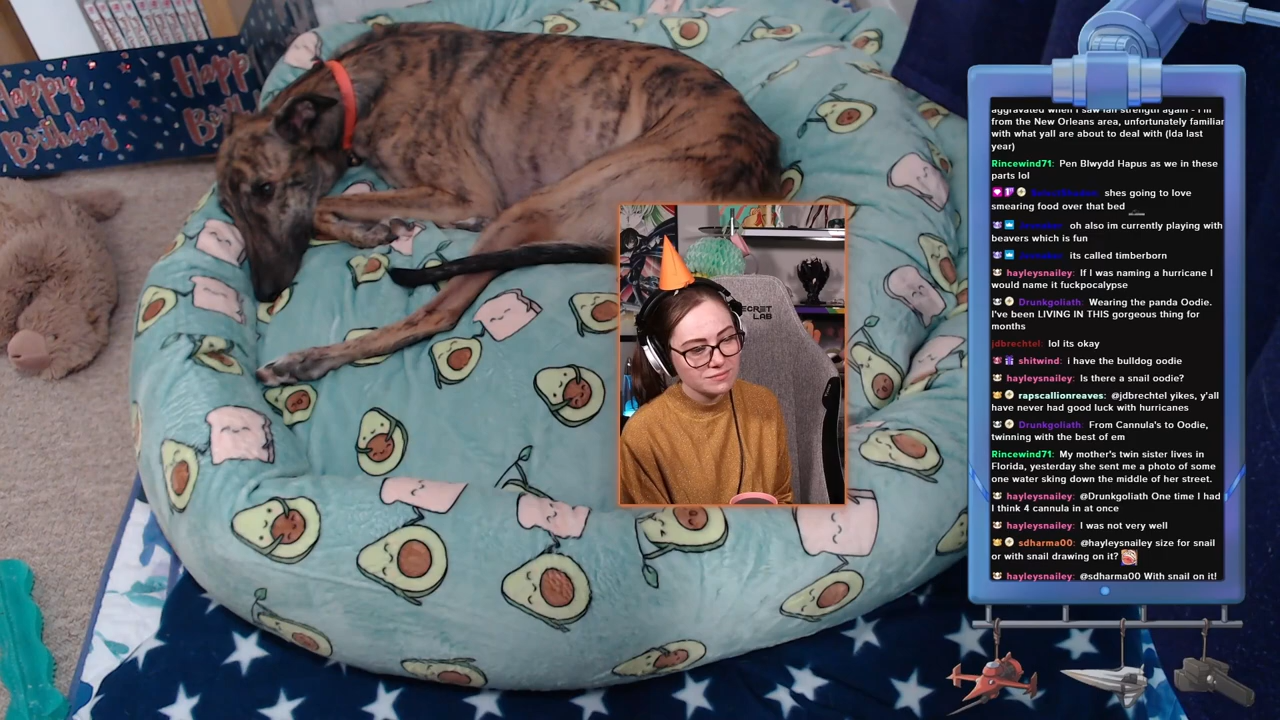 Happy
Birthday
Happ
Bi
SECRET
LAB
aggravated when I saw Ian strength again - I'm
from the New Orleans area, unfortunately familiar
with what yall are about to deal with (Ida last
year)
Rincewind71: Pen Blwydd Hapus as we in these
parts lol
shes going to love
smearing food over that bed
oh also im currently playing with
beavers which is fun
its called timberborn
hayleysnailey: If I was naming a hurricane I
would name it fuckpocalypse
Drunkgoliath: Wearing the panda Oodie.
I've been LIVING IN THIS gorgeous thing for
months
jdbrechtel: lol its okay
shitwind: i have the bulldog oodie
hayleysnailey: Is there a snail oodie?
rapscallionreaves: @jdbrechtel yikes, y'all
have never had good luck with hurricanes
Drunkgoliath: From Cannula's to Oodie,
twinning with the best of em
Rincewind71: My mother's twin sister lives in
Florida, yesterday she sent me a photo of some
one water sking down the middle of her street.
hayleysnailey: @Drunkgoliath One time I had
I think 4 cannula in at once
hayleysnailey: I was not very well
sdharma00: @hayleysnailey size for snail
or with snail drawing on it?
hayleysnailey: @sdharma00 With snail on it!